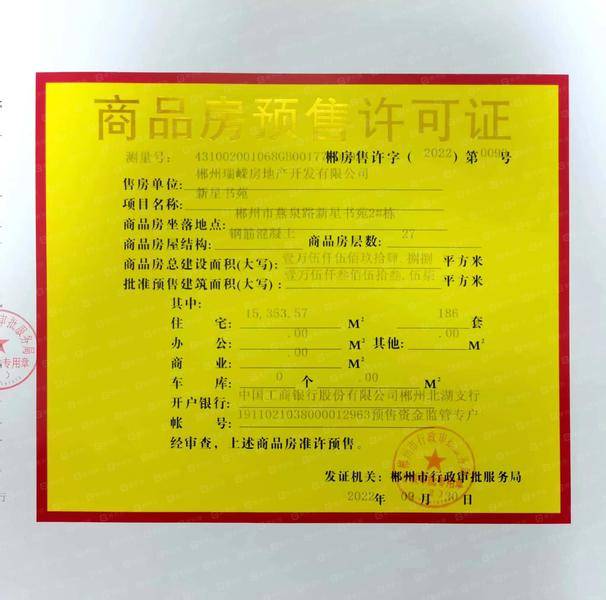 商品房预售许可证
测量号: 431002001068GB00177 郴房售许字(2022)第009 号
售房单位: 郴州瑞嵘房地产开发有限公司
项目名称: 新星书苑
商品房坐落地点: 郴州市燕泉路新星书苑2#栋
商品房屋结构: 钢筋混凝土 商品房层数: 27
商品房总建设面积(大写): 壹万伍仟伍佰玖拾肆.捌捌 平方米
批准预售建筑面积(大写): 壹万伍仟叁佰伍拾叁.伍柒 平方米
其中:
住 宅: 15,353.57 M² 186 套
办 公: .00 M² 其他: .00 M²
商 业: .00 M²
车 库: 0 个 .00 M²
开户银行: 中国工商银行股份有限公司郴州北湖支行
帐 号: 1911021038000012963预售资金监管专户
经审查，上述商品房准许预售。
发证机关: 郴州市行政审批服务局
2022 年 09 月 30 日